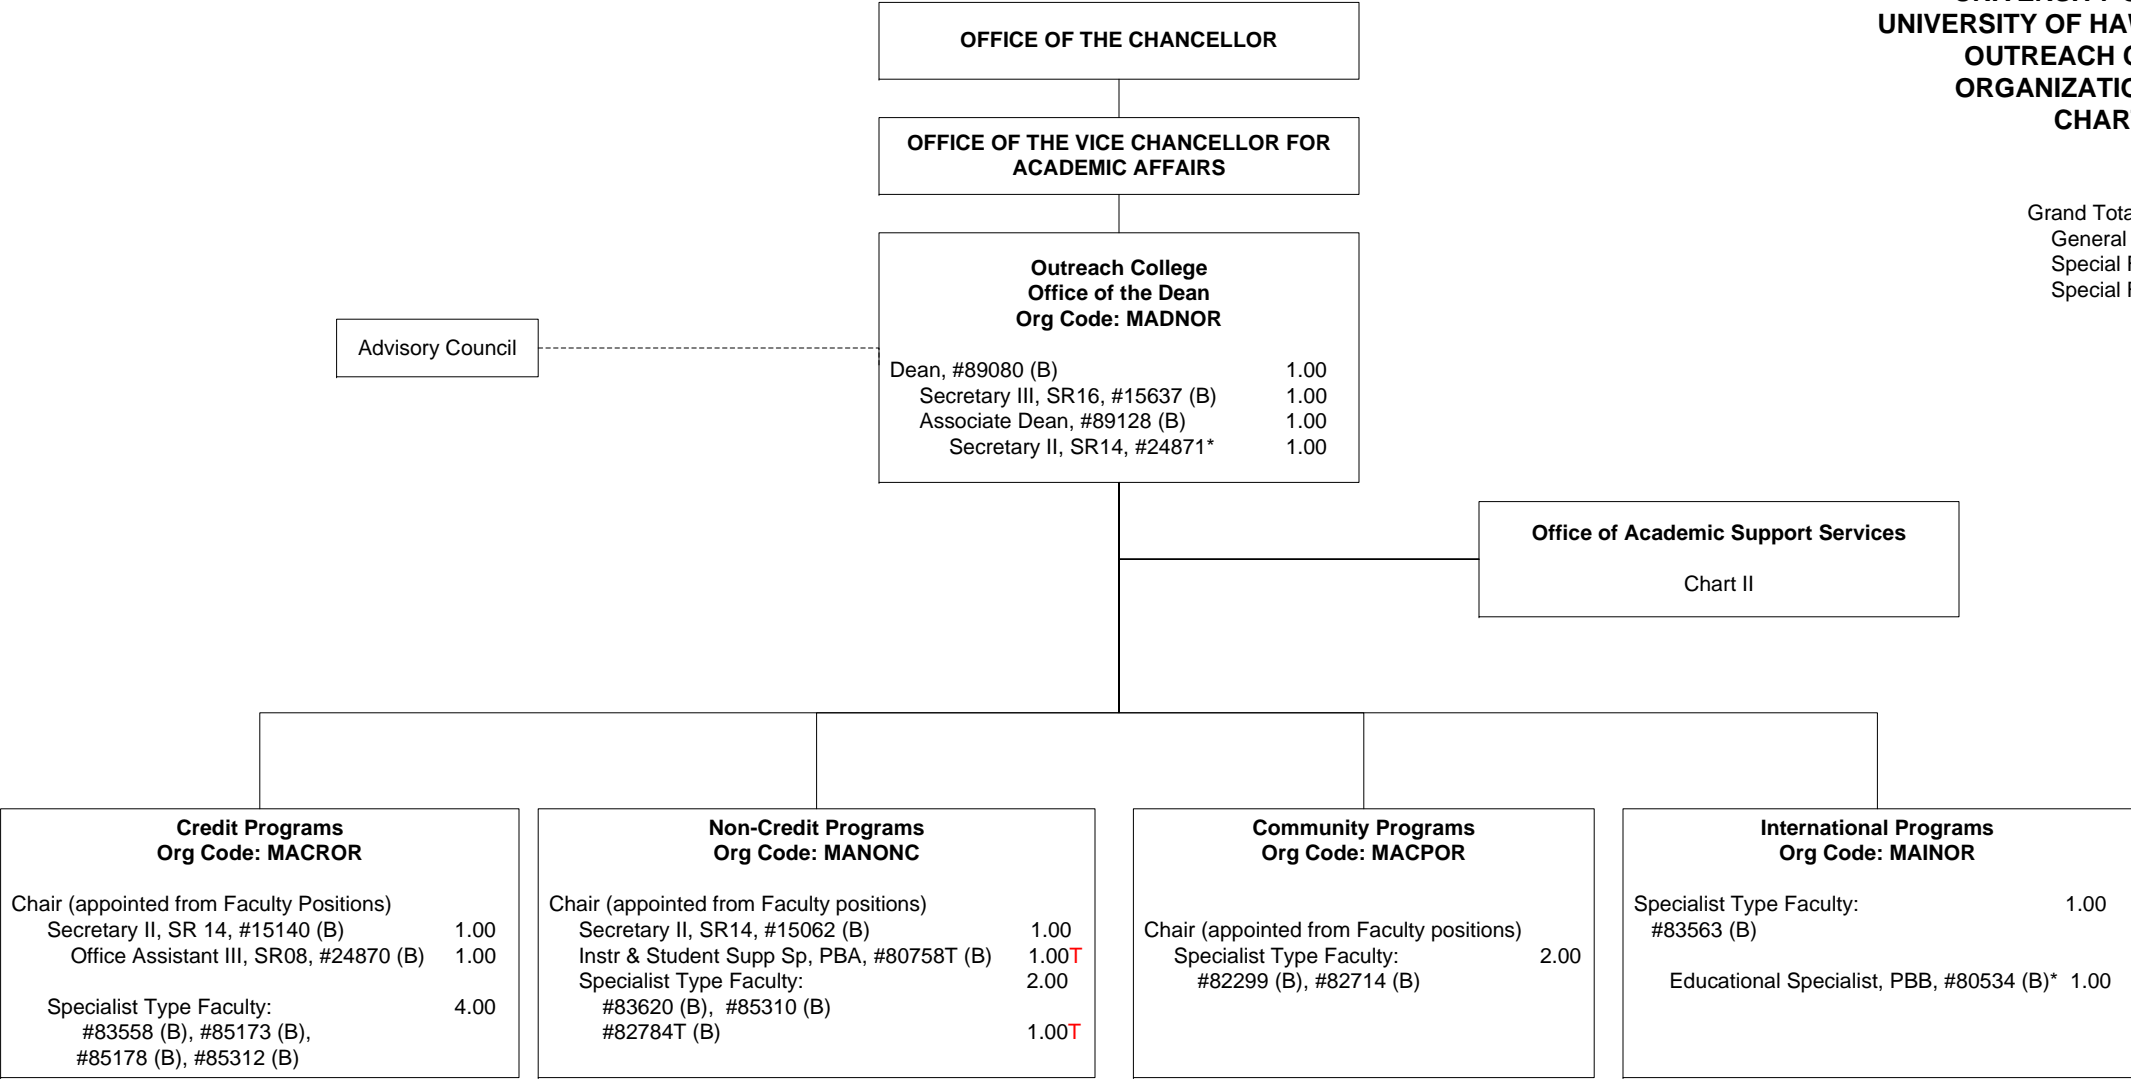 OFFICE OF THE CHANCELLOR
UNIVERSITY OF
OUTREACH
OFFICE OF THE VICE CHANCELLOR FOR
ACADEMIC AFFAIRS
Grand
General
Special
Special
Outreach College
Office of the Dean
Org Code: MADNOR
Dean, #89080 (B) 1.00
Secretary III, SR16, #15637 (B) 1.00
Associate Dean, #89128 (B) 1.00
Secretary II, SR14, #24871* 1.00
Advisory Council
Office of Academic Support Services
Chart II
Credit Programs
Org Code: MACROR
Chair (appointed from Faculty Positions)
Secretary II, SR 14, #15140 (B) 1.00
Office Assistant III, SR08, #24870 (B) 1.00
Specialist Type Faculty: 4.00
#83558 (B), #85173 (B),
#85178 (B), #85312 (B)
Non-Credit Programs
Org Code: MANONC
Chair (appointed from Faculty positions)
Secretary II, SR14, #15062 (B) 1.00
Instr & Student Supp Sp, PBA, #80758T (B) 1.00T
Specialist Type Faculty: 2.00
#83620 (B), #85310 (B)
#82784T (B) 1.00T
Community Programs
Org Code: MACPOR
Chair (appointed from Faculty positions)
Specialist Type Faculty: 2.00
#82299 (B), #82714 (B)
International Programs
Org Code: MAINOR
Specialist Type Faculty: 1.00
#83563 (B)
Educational Specialist, PBB, #80534 (B)* 1.00